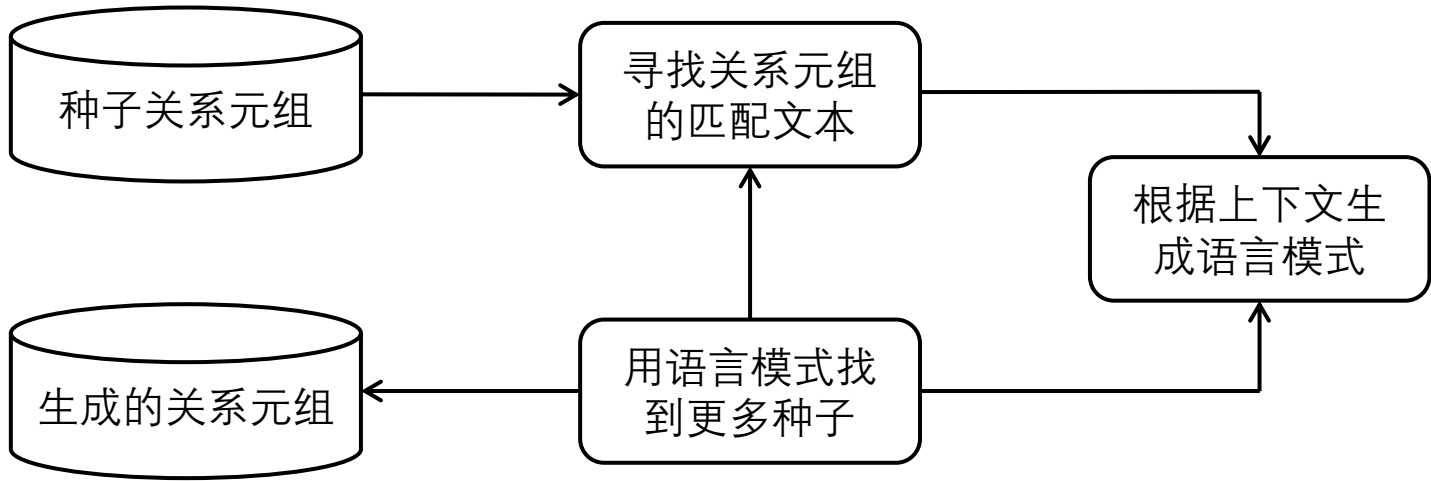 种子关系元组
寻找关系元组
的匹配文本
根据上下文生
成语言模式
生成的关系元组
用语言模式找
到更多种子